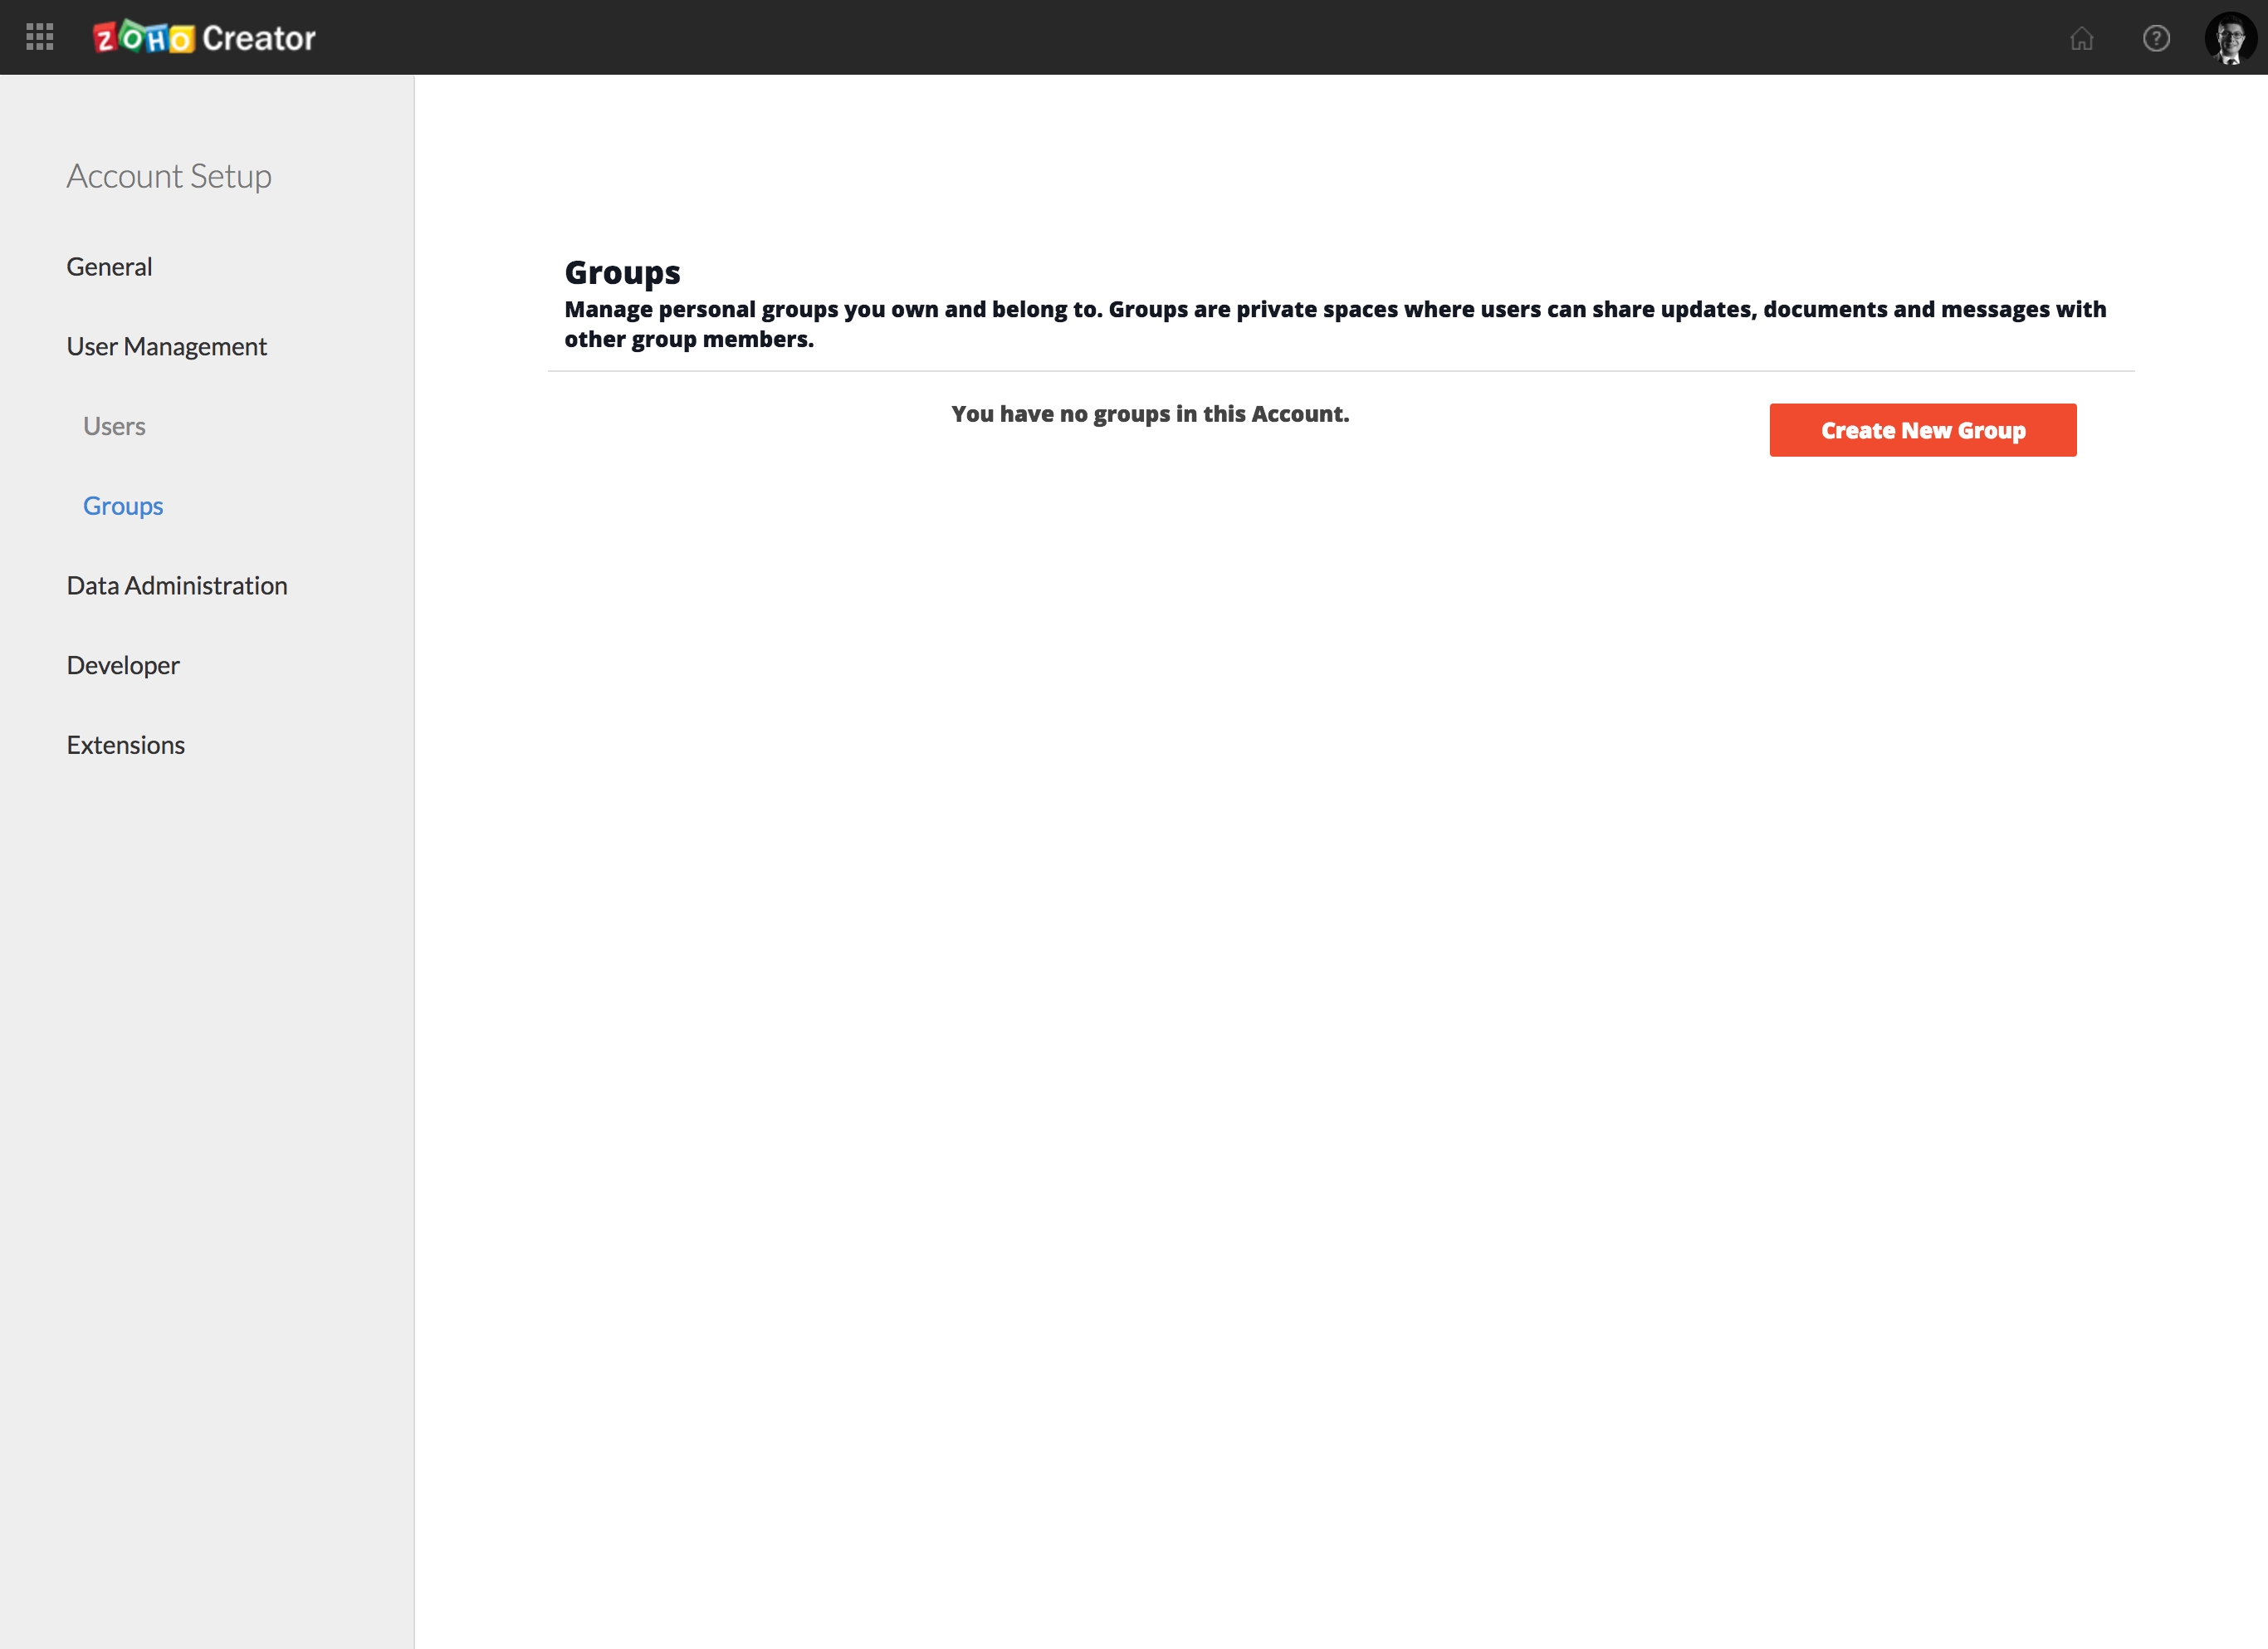 ZOHO Creator
?
Account Setup
General
User Management
Users
Groups
Data Administration
Developer
Extensions
Groups
Manage personal groups you own and belong to. Groups are private spaces where users can share updates, documents and messages with
other group members.
You have no groups in this Account.
Create New Group